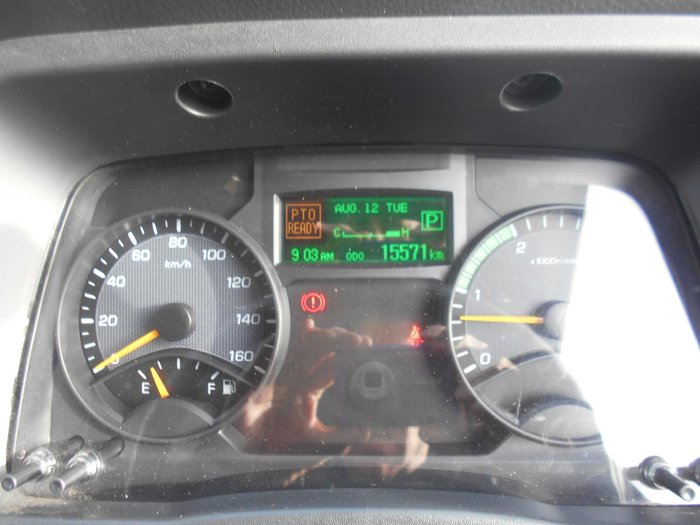 PTO
READY
AUG. 12 TUE
P
C H
9 03 AM ODO 15571 km
0
20
40
60
80
100
120
140
160
km/h
E F
0
1
2
x1000r/min